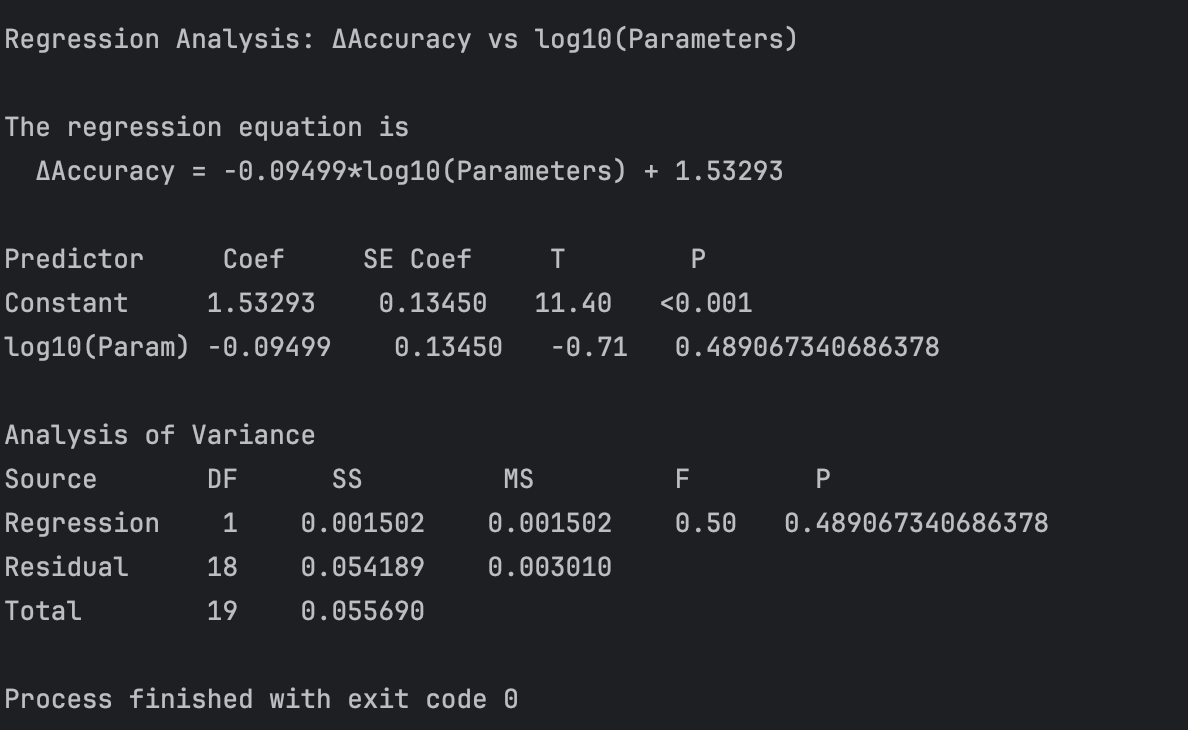 Regression Analysis: ΔAccuracy vs log10(Parameters)
The regression equation is
ΔAccuracy = -0.09499*log10(Parameters) + 1.53293
Predictor Coef SE Coef T P
Constant 1.53293 0.13450 11.40 <0.001
log10(Param) -0.09499 0.13450 -0.71 0.489067340686378
Analysis of Variance
Source DF SS MS F P
Regression 1 0.001502 0.001502 0.50 0.489067340686378
Residual 18 0.054189 0.003010
Total 19 0.055690
Process finished with exit code 0